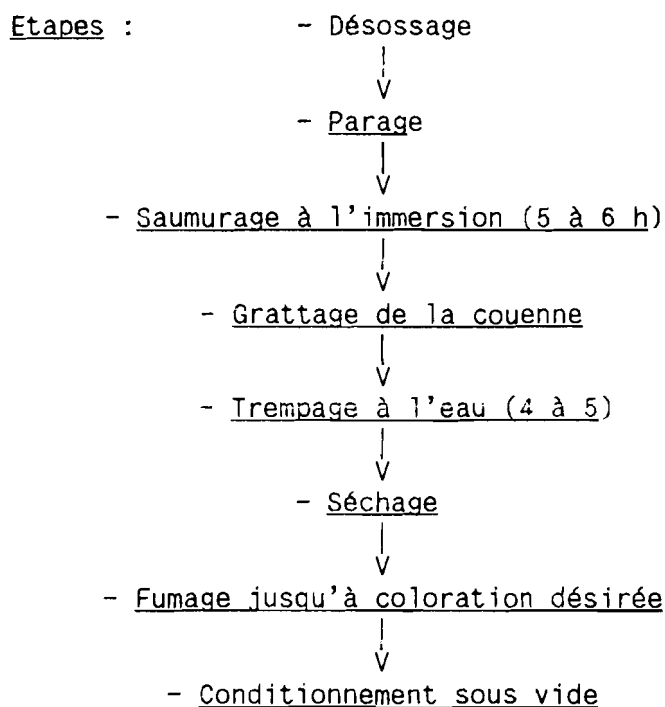 Etapes : - Désossage
- Parage
- Saumurage à l'immersion (5 à 6 h)
- Grattage de la couenne
- Trempage à l'eau (4 à 5)
- Séchage
- Fumage jusqu'à coloration désirée
- Conditionnement sous vide